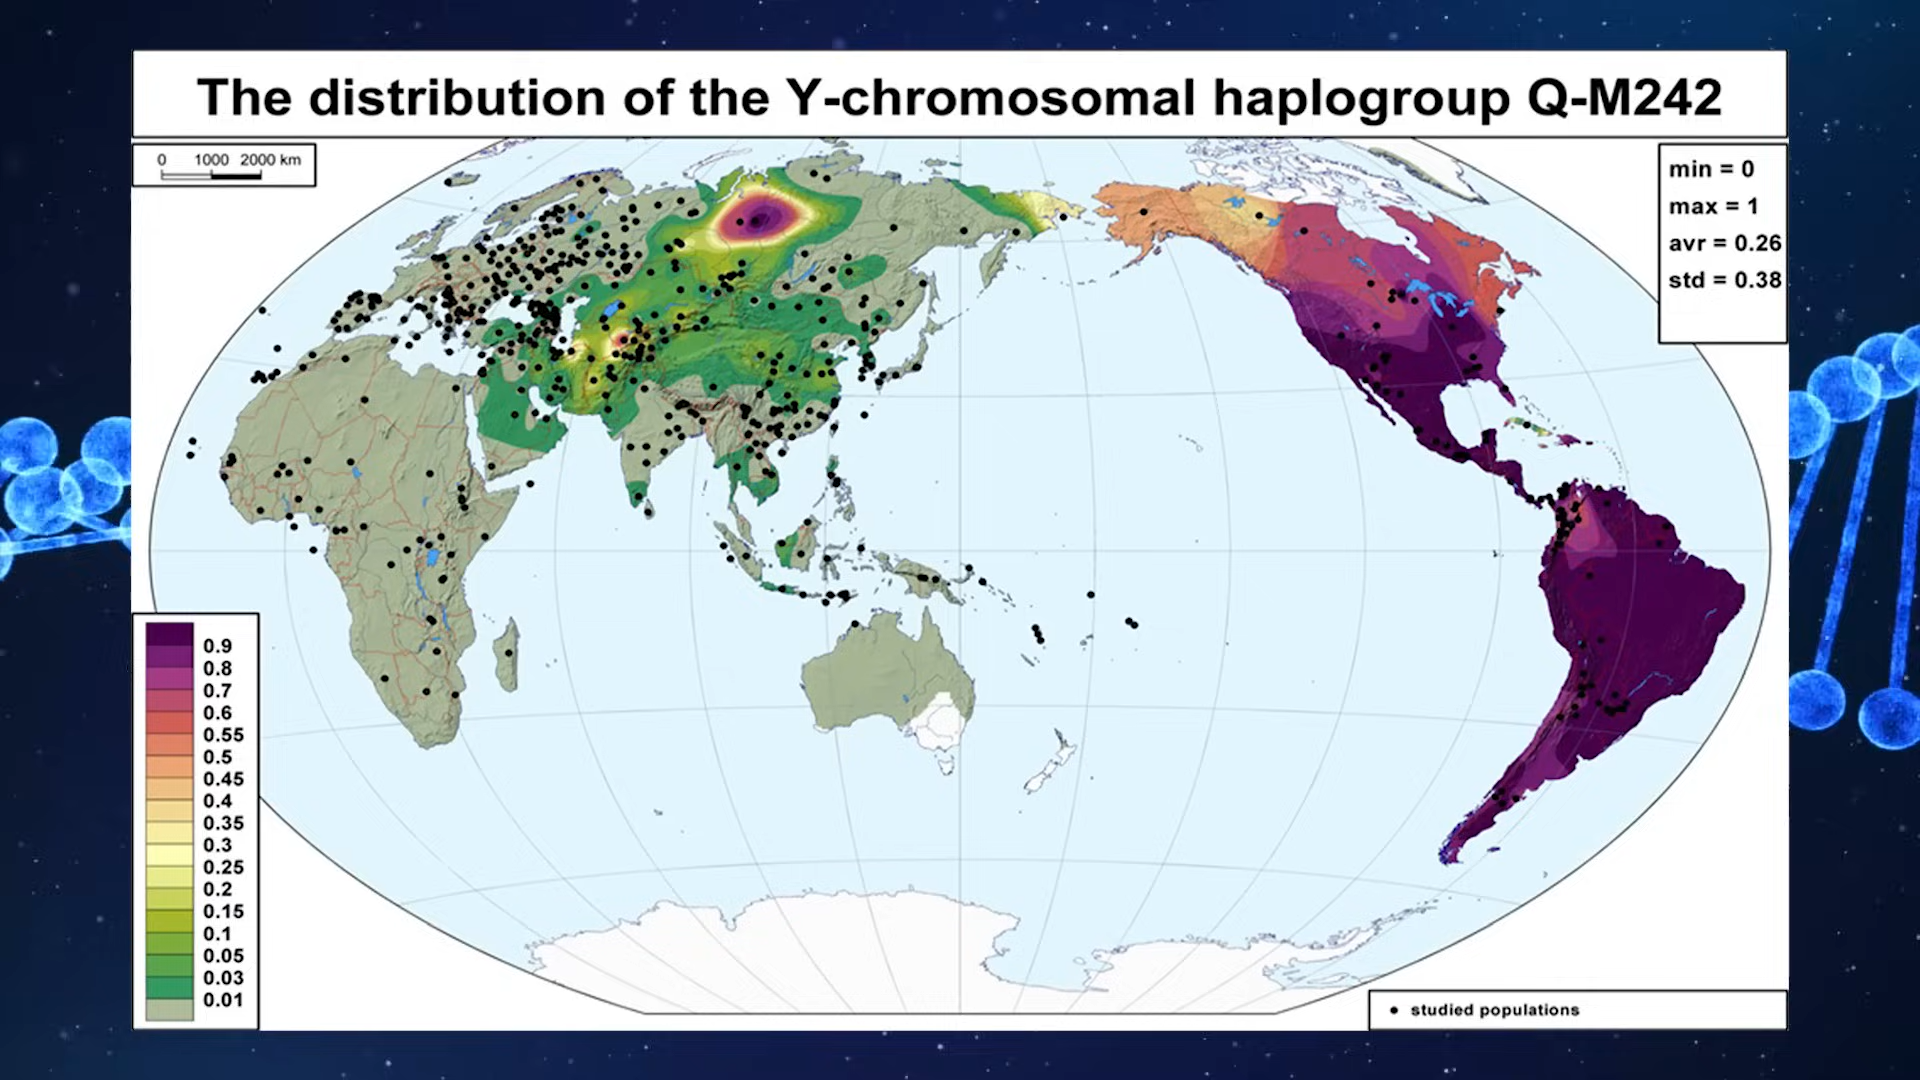 The distribution of the Y-chromosomal haplogroup Q-M242
0 1000 2000 km
min = 0
max = 1
avr = 0.26
std = 0.38
0.9
0.8
0.7
0.6
0.55
0.5
0.45
0.4
0.35
0.3
0.25
0.2
0.15
0.1
0.05
0.03
0.01
studied populations